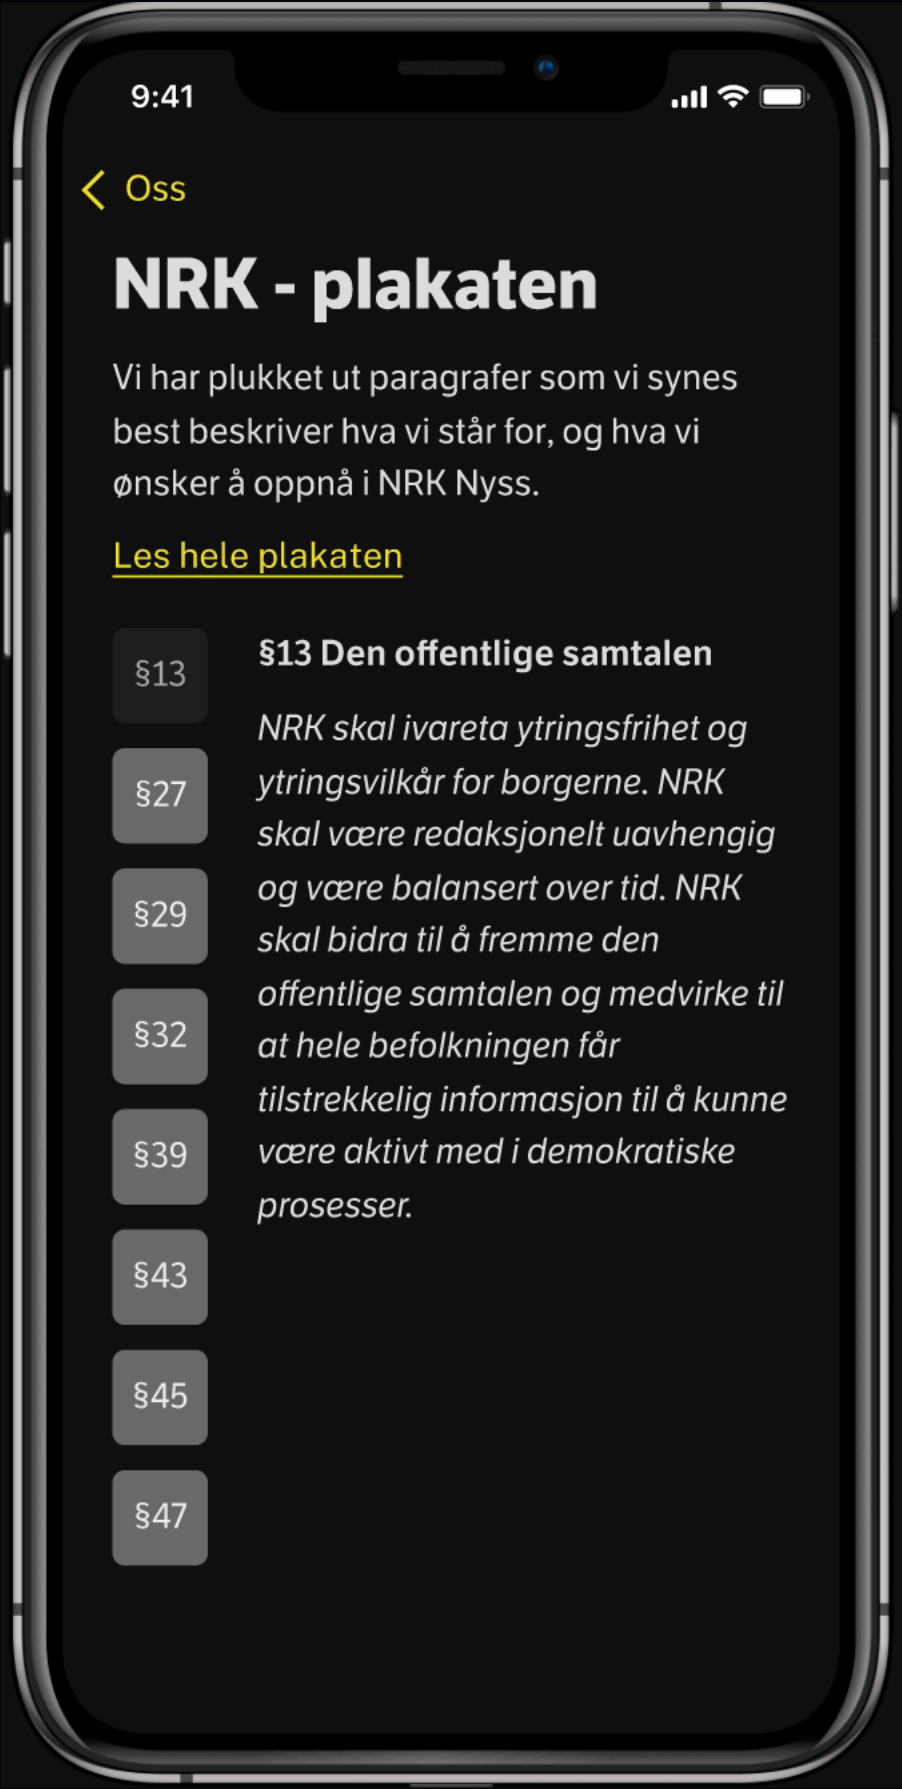 9:41
Oss
NRK - plakaten
Vi har plukket ut paragrafer som vi synes
best beskriver hva vi står for, og hva vi
ønsker å oppnå i NRK Nyss.
Les hele plakaten
§13
§27
§29
§32
§39
§43
§45
§47
§13 Den offentlige samtalen
NRK skal ivareta ytringsfrihet og
ytringsvilkår for borgerne. NRK
skal være redaksjonelt uavhengig
og være balansert over tid. NRK
skal bidra til å fremme den
offentlige samtalen og medvirke til
at hele befolkningen får
tilstrekkelig informasjon til å kunne
være aktivt med i demokratiske
prosesser.